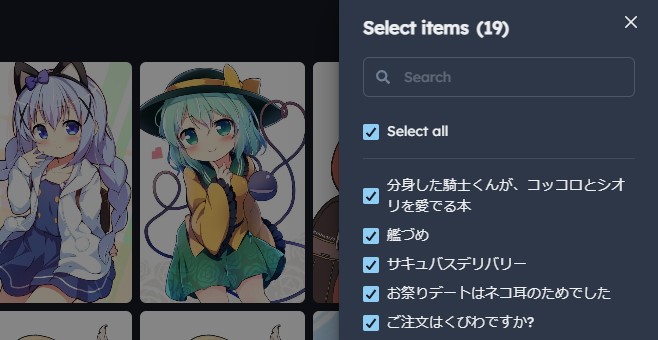 Select items (19)
Search
Select all
分身した騎士くんが、コッコロとシオ
リを愛でる本
艦づめ
サキュバスデリバリー
お祭りデートはネコ耳のためでした
ご注文はくびわですか?